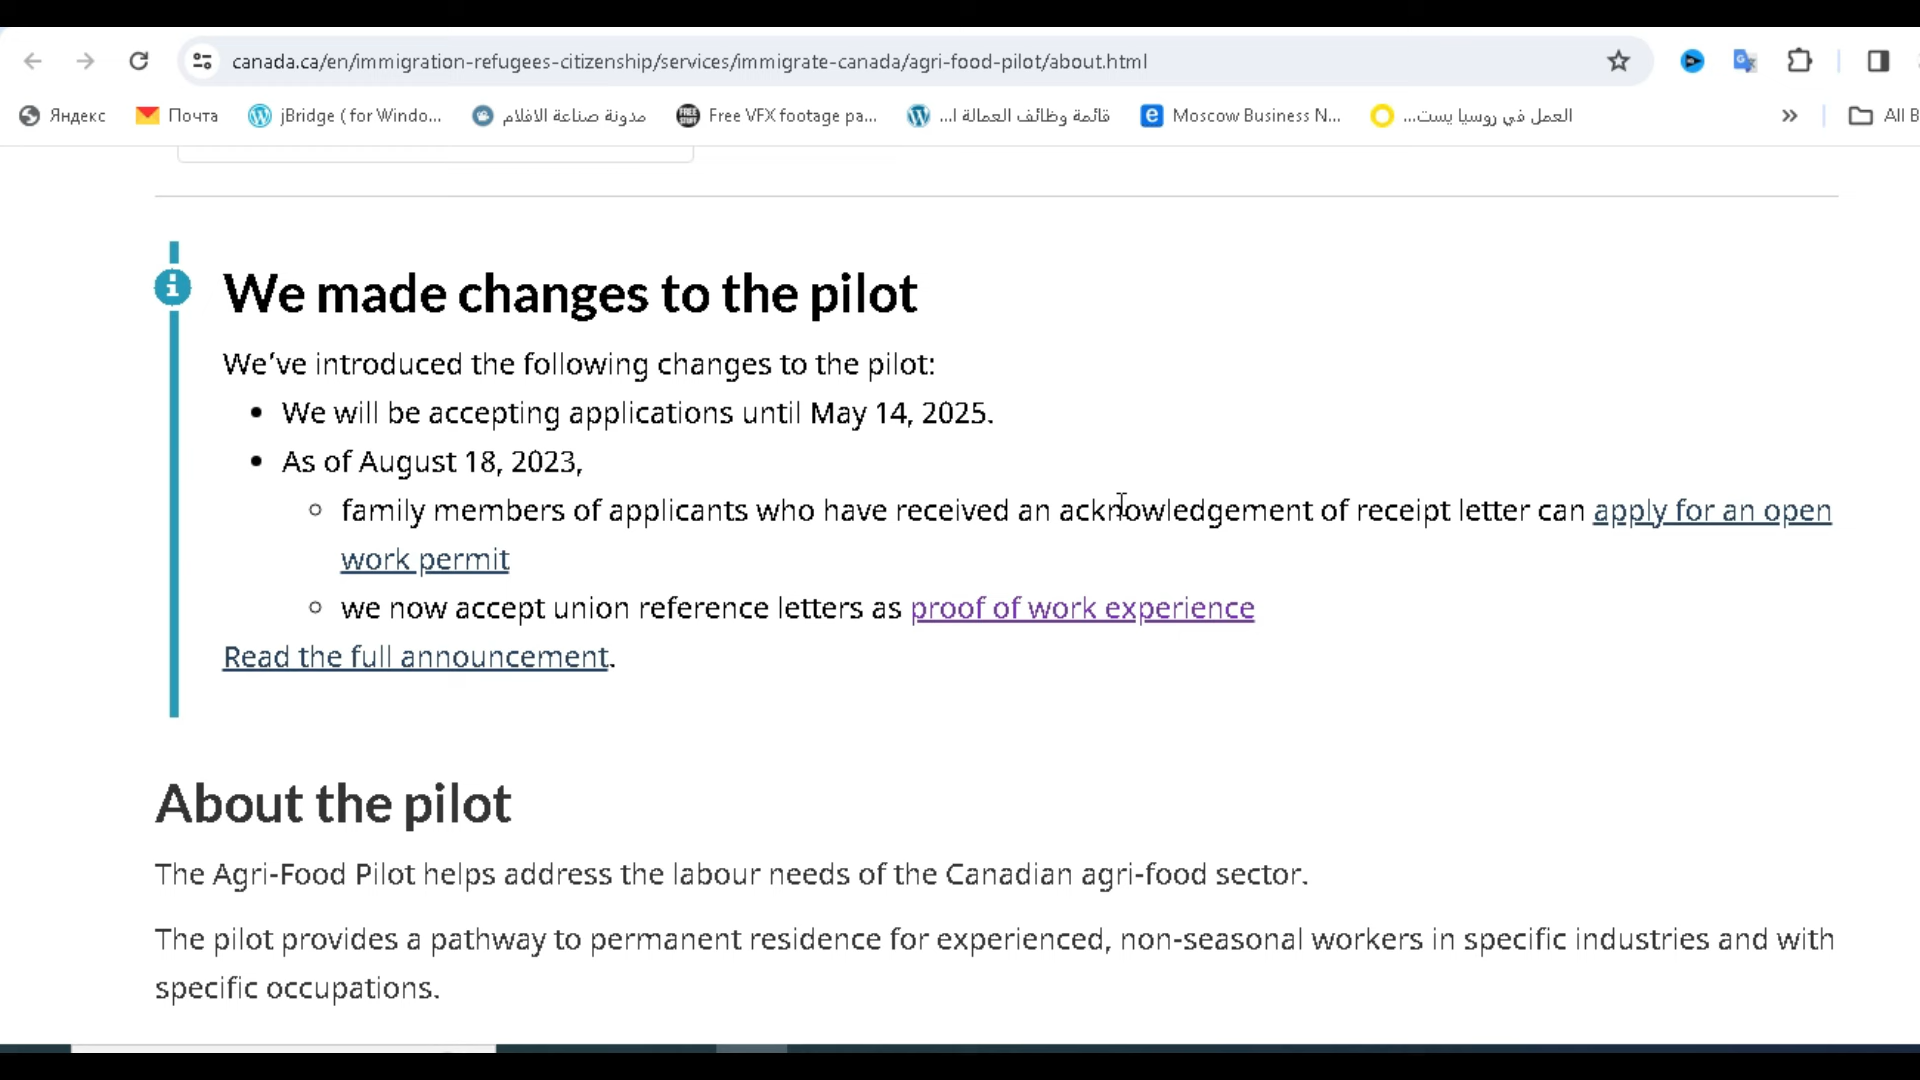 canada.ca/en/immigration-refugees-citizenship/services/immigrate-canada/agri-food-pilot/about.html
Яндекс
Почта
jBridge ( for Windo...
مدونة صناعة الافلام
Free VFX footage pa...
قائمة وظائف العمالة ا...
Moscow Business N...
العمل في روسيا يست...
All B
We made changes to the pilot
We've introduced the following changes to the pilot:
We will be accepting applications until May 14, 2025.
As of August 18, 2023,
family members of applicants who have received an acknowledgement of receipt letter can apply for an open
work permit
we now accept union reference letters as proof of work experience
Read the full announcement.
About the pilot
The Agri-Food Pilot helps address the labour needs of the Canadian agri-food sector.
The pilot provides a pathway to permanent residence for experienced, non-seasonal workers in specific industries and with
specific occupations.